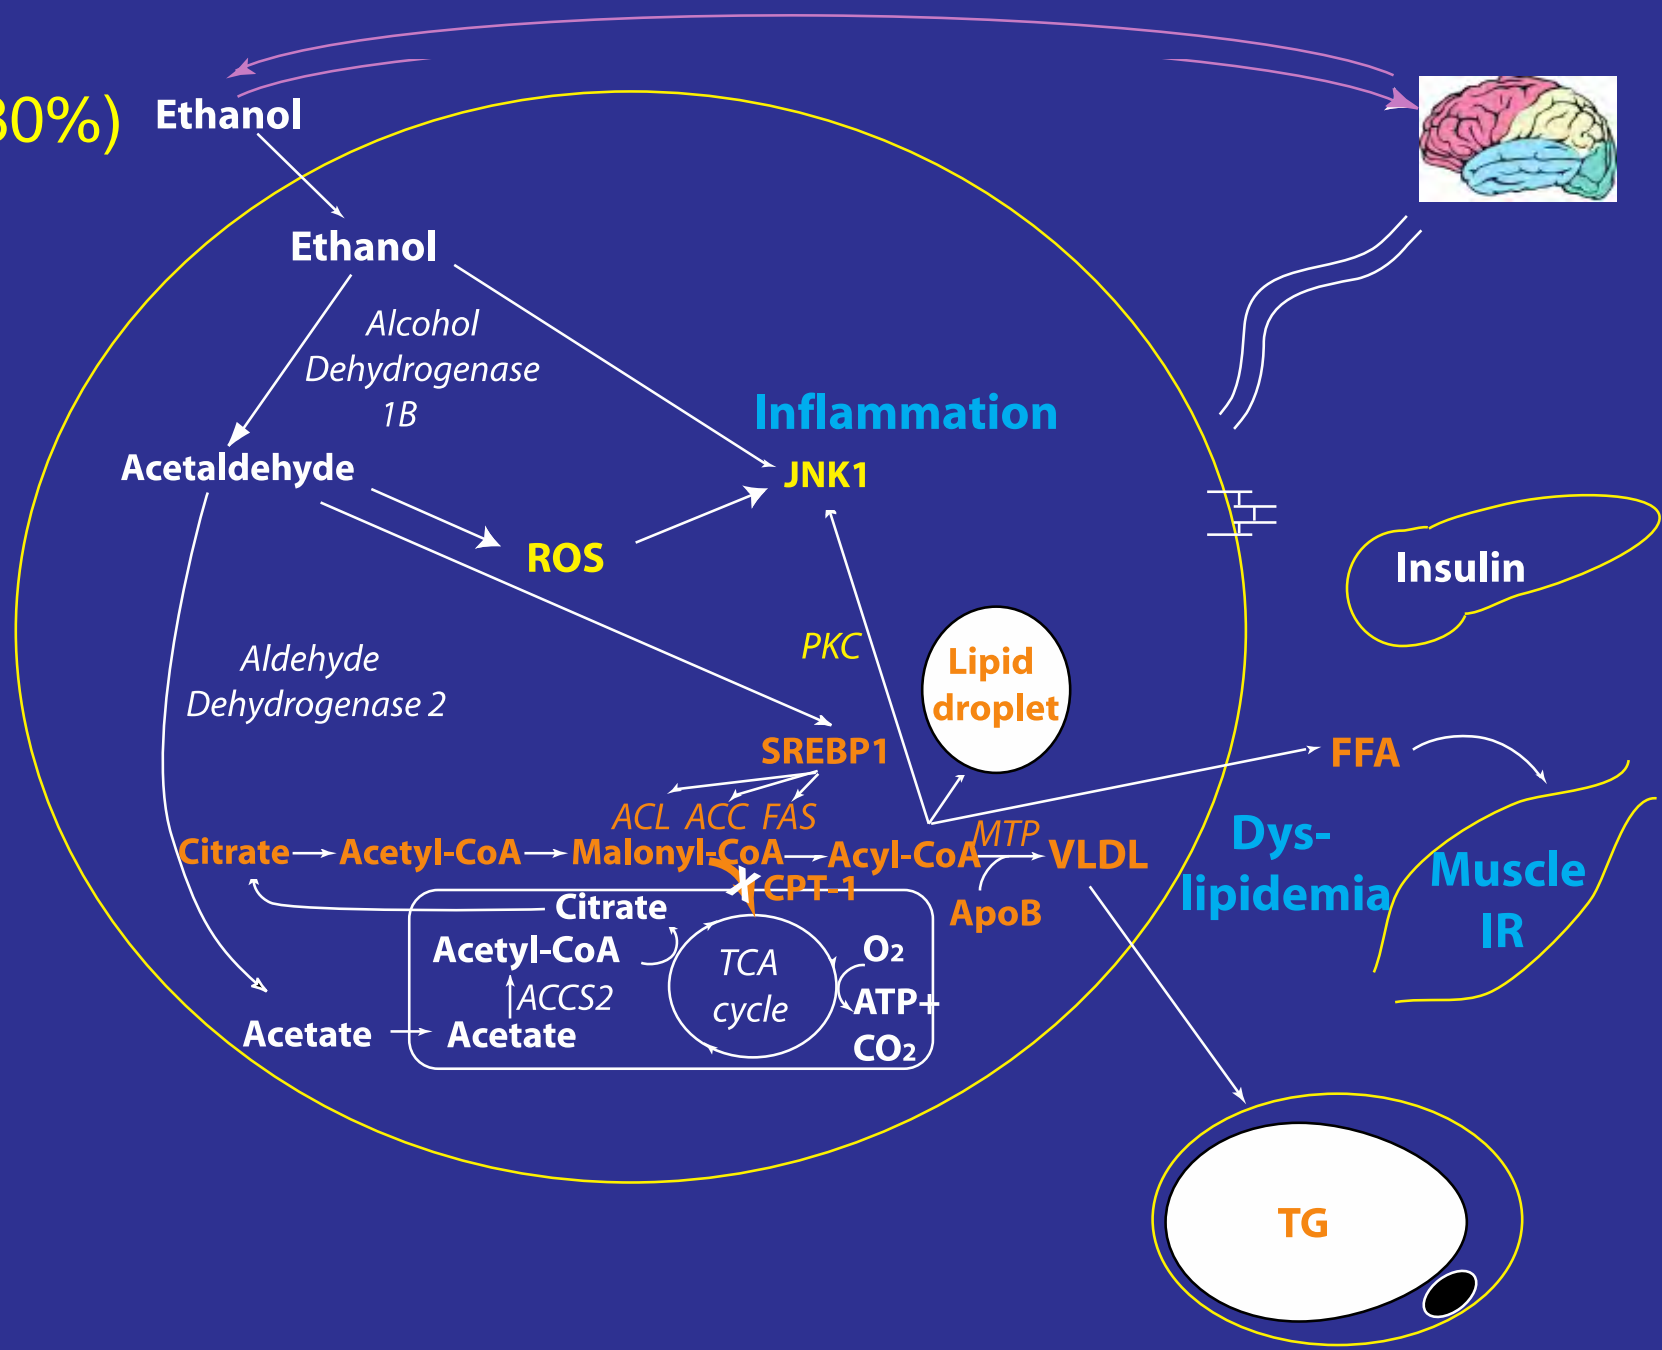 80%)
Ethanol
Ethanol
Alcohol
Dehydrogenase
1B
Inflammation
Acetaldehyde
JNK1
ROS
Insulin
Aldehyde
Dehydrogenase 2
PKC
Lipid
droplet
SREBP1
FFA
ACL ACC FAS
MTP
Citrate
Acetyl-CoA
Malonyl-CoA
Acyl-CoA
VLDL
Dys-
lipidemia
Muscle
IR
X
CPT-1
Citrate
ApoB
Acetyl-CoA
TCA
cycle
O2
ACCS2
ATP+
CO2
Acetate
Acetate
TG